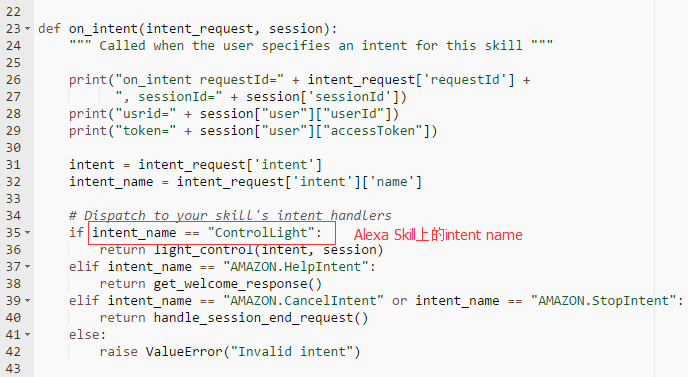 22
23 def on_intent(intent_request, session):
24     """ Called when the user specifies an intent for this skill """
25
26     print("on_intent requestId=" + intent_request['requestId'] +
27           ", sessionId=" + session['sessionId'])
28     print("usrid=" + session["user"]["userId"])
29     print("token=" + session["user"]["accessToken"])
30
31     intent = intent_request['intent']
32     intent_name = intent_request['intent']['name']
33
34     # Dispatch to your skill's intent handlers
35     if intent_name == "ControlLight": Alexa Skill上的intent name
36         return light_control(intent, session)
37     elif intent_name == "AMAZON.HelpIntent":
38         return get_welcome_response()
39     elif intent_name == "AMAZON.CancelIntent" or intent_name == "AMAZON.StopIntent":
40         return handle_session_end_request()
41     else:
42         raise ValueError("Invalid intent")
43